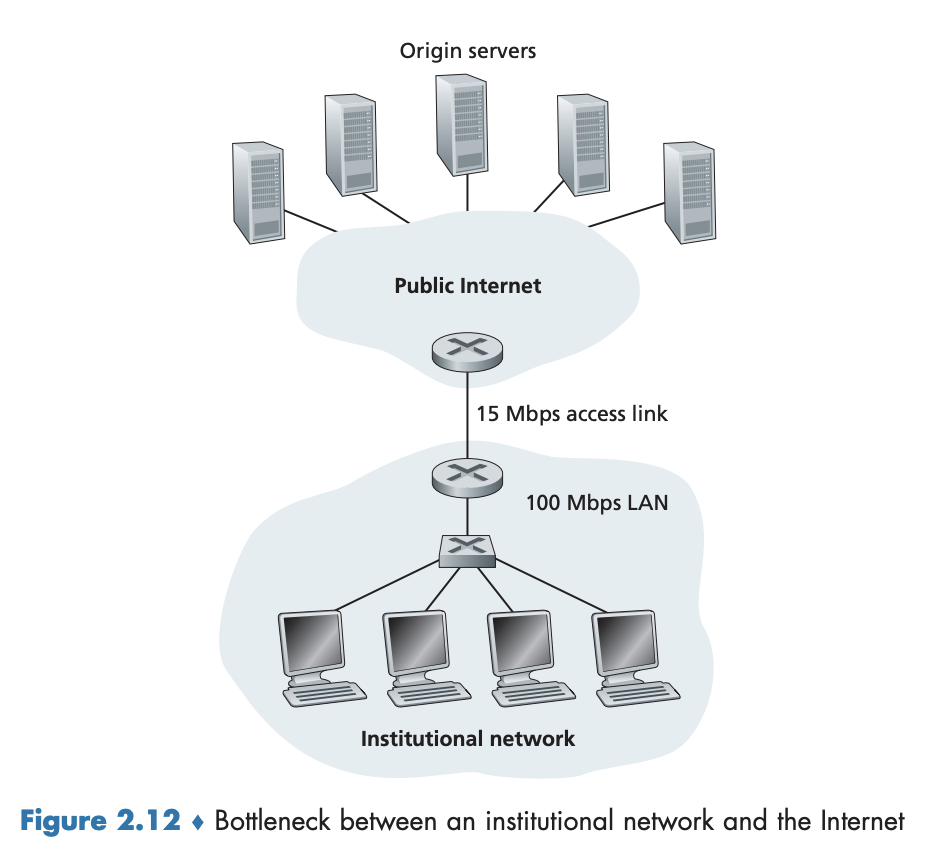 Origin servers
Public Internet
15 Mbps access link
100 Mbps LAN
Institutional network
Figure 2.12 ♦ Bottleneck between an institutional network and the Internet